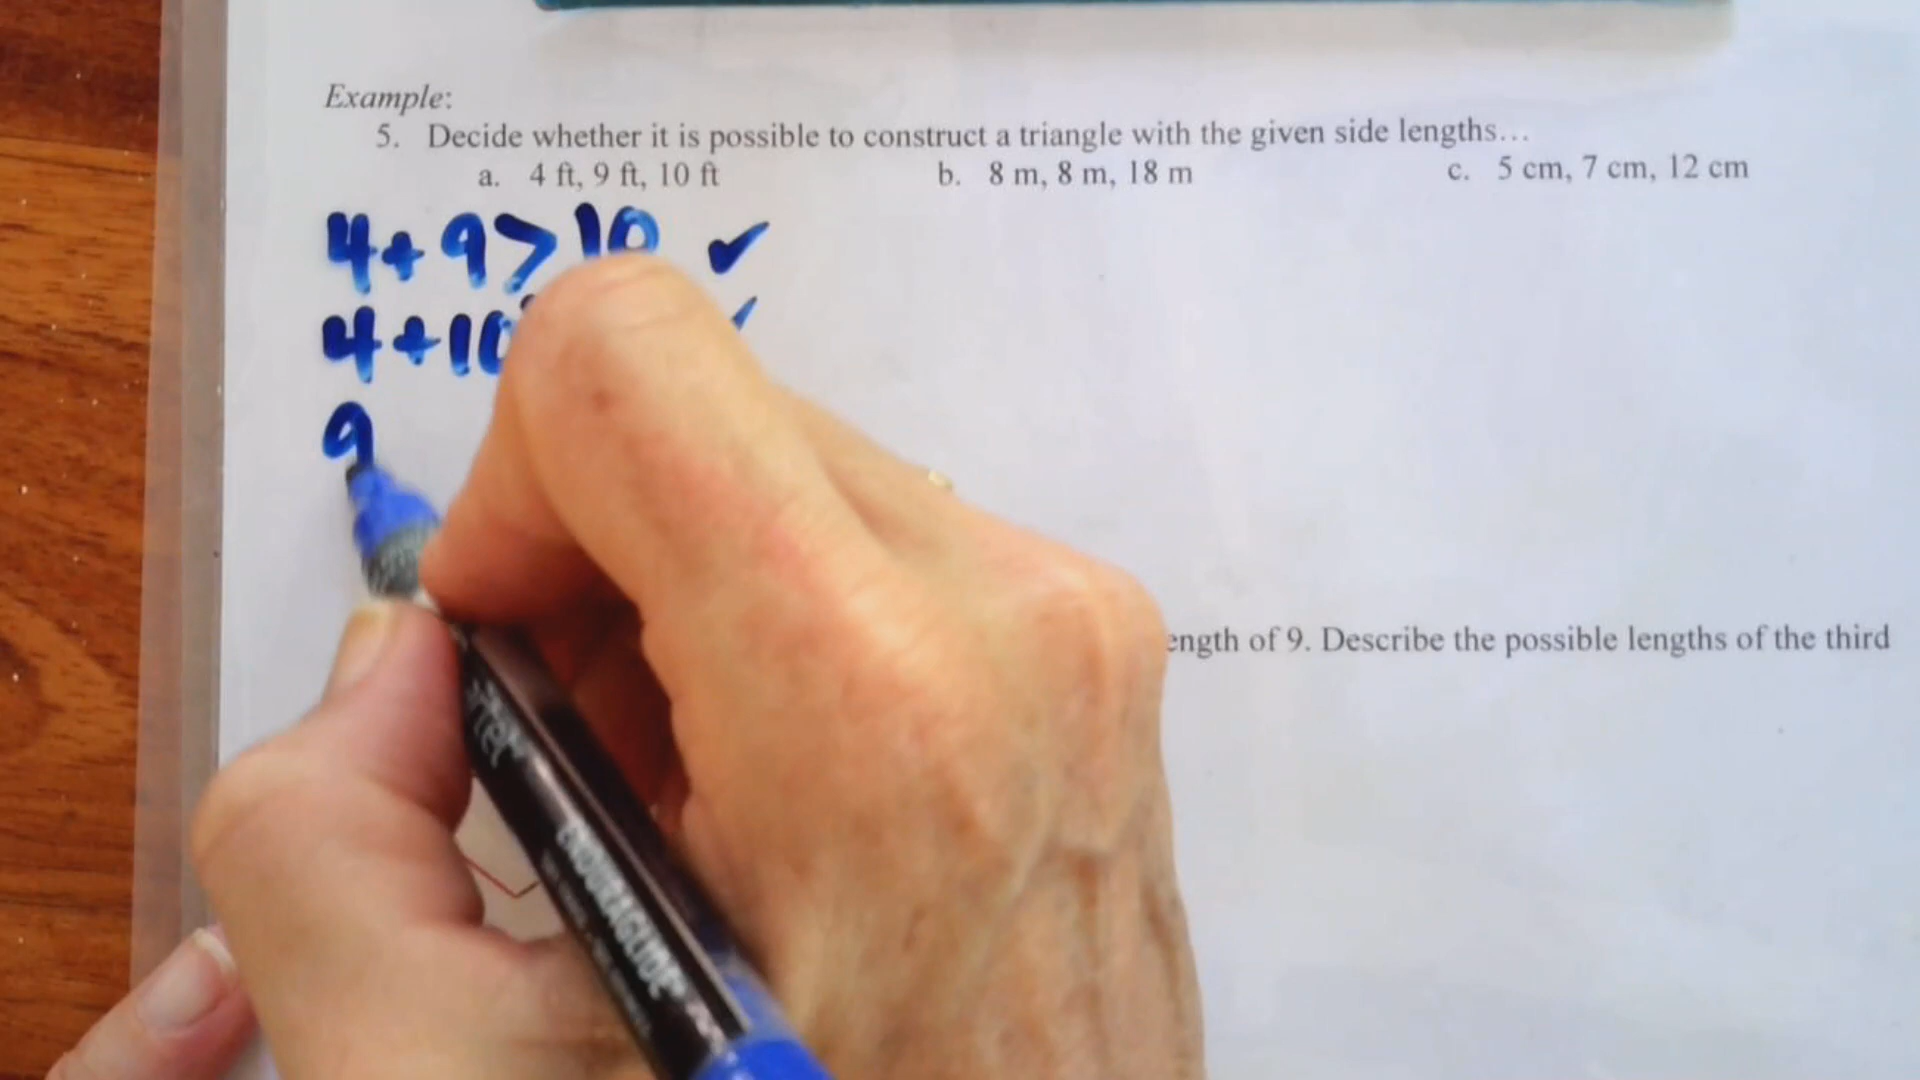 Example:
5. Decide whether it is possible to construct a triangle with the given side lengths...
a. 4 ft, 9 ft, 10 ft b. 8 m, 8 m, 18 m c. 5 cm, 7 cm, 12 cm
4+9>10 ✓
4+10 ✓
9
of 9. Describe the possible lengths of the third